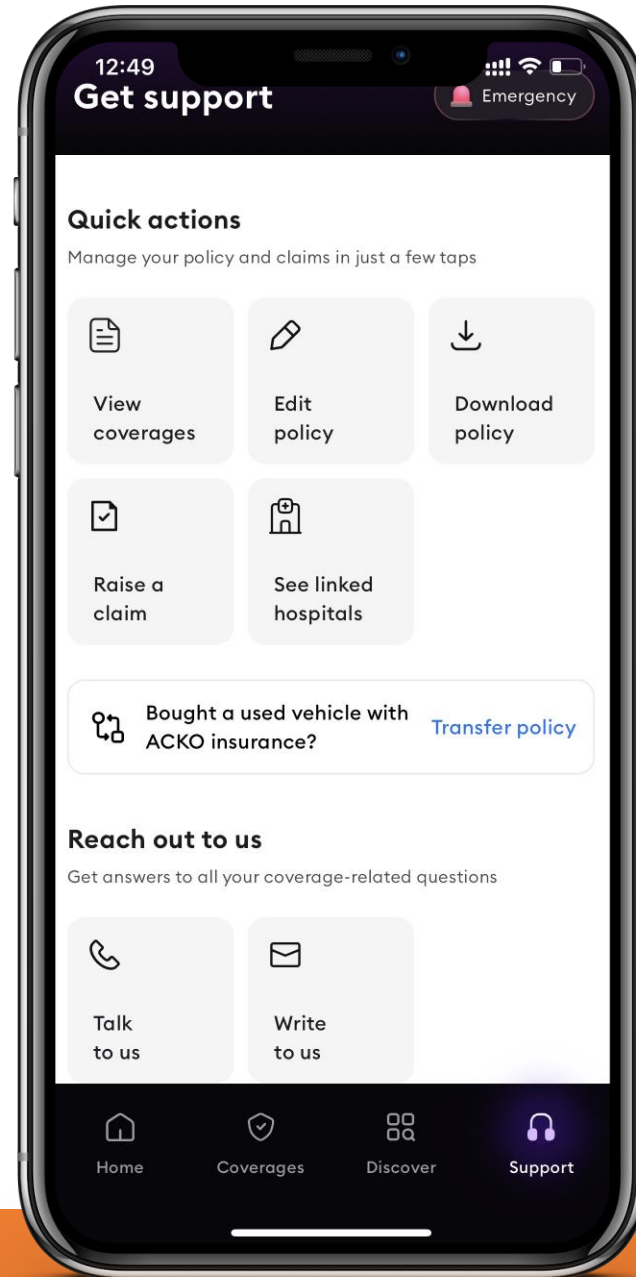 12:49
Get support
Emergency
Quick actions
Manage your policy and claims in just a few taps
View
coverages
Edit
policy
Download
policy
Raise a
claim
See linked
hospitals
Bought a used vehicle with
ACKO insurance?
Transfer policy
Reach out to us
Get answers to all your coverage-related questions
Talk
to us
Write
to us
Home
Coverages
Discover
Support